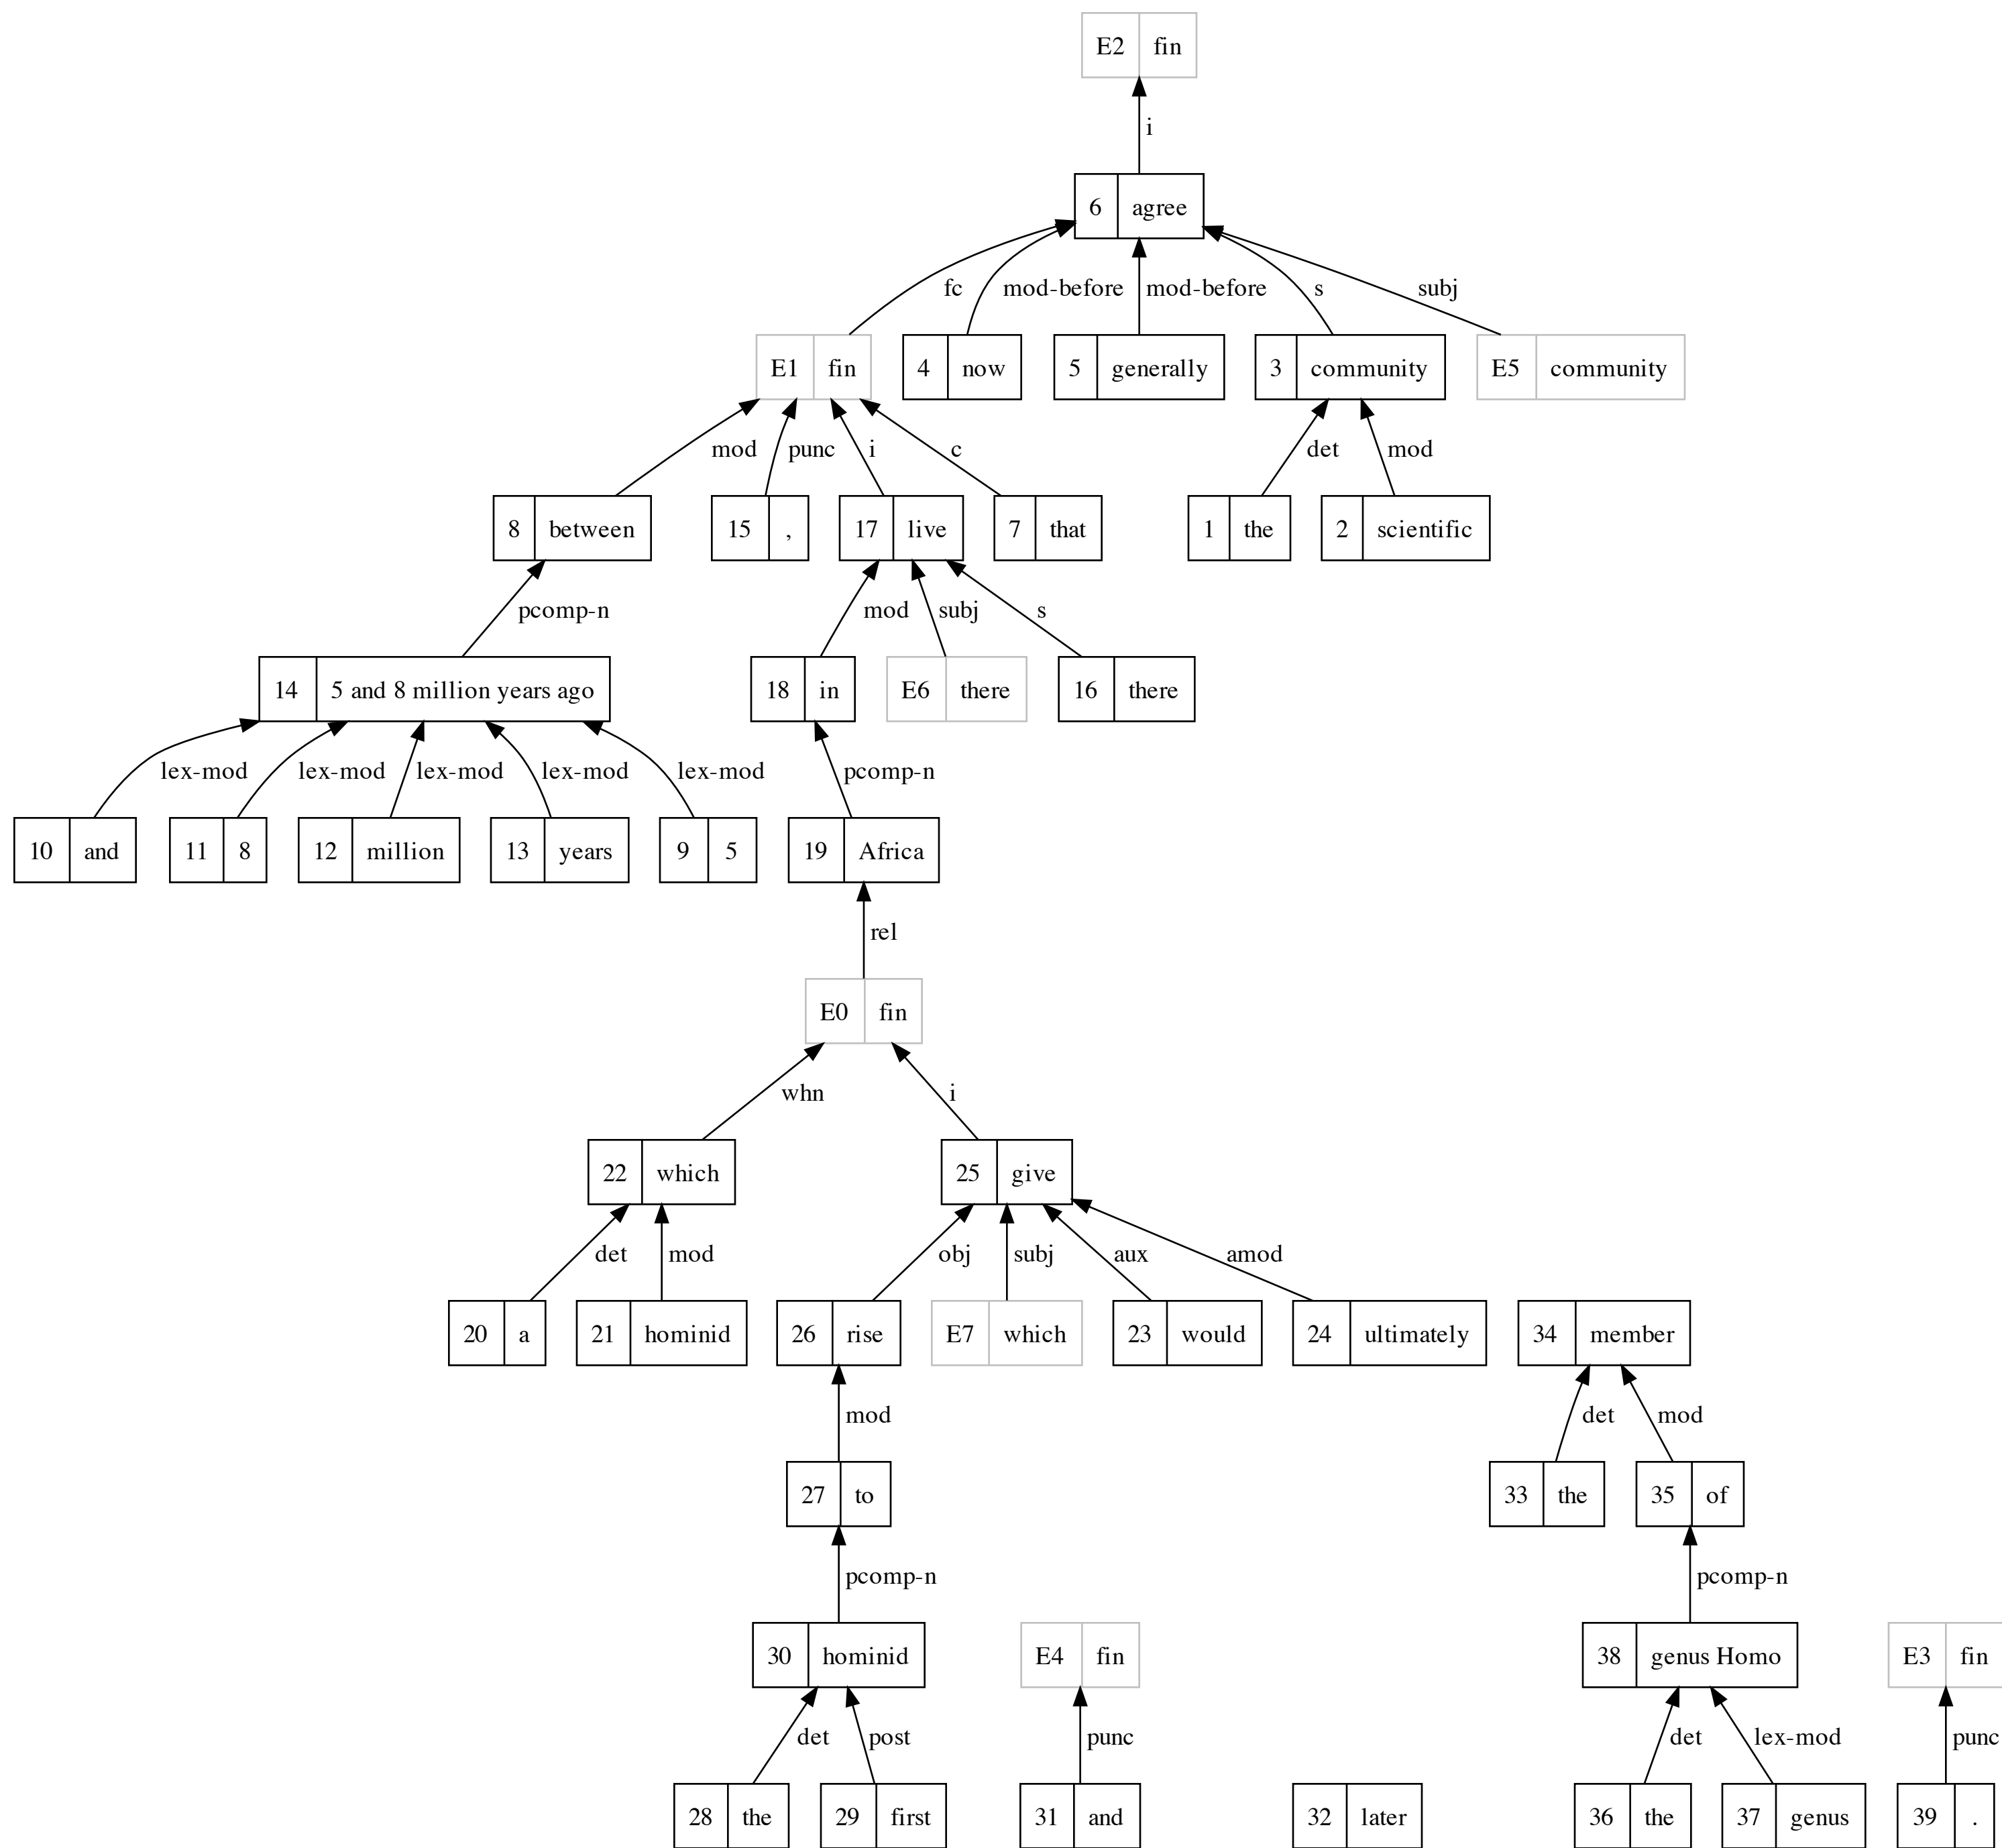 E2 fin
i
6 agree
fc mod-before mod-before s subj
E1 fin 4 now 5 generally 3 community E5 community
mod punc i c det mod
8 between 15 , 17 live 7 that 1 the 2 scientific
pcomp-n mod subj s
14 5 and 8 million years ago 18 in E6 there 16 there
lex-mod lex-mod lex-mod lex-mod lex-mod pcomp-n
10 and 11 8 12 million 13 years 9 5 19 Africa
rel
E0 fin
whn i
22 which 25 give
det mod obj subj aux amod
20 a 21 hominid 26 rise E7 which 23 would 24 ultimately 34 member
mod det mod
27 to 33 the 35 of
pcomp-n pcomp-n
30 hominid E4 fin 38 genus Homo E3 fin
det post punc det lex-mod punc
28 the 29 first 31 and 32 later 36 the 37 genus 39 .